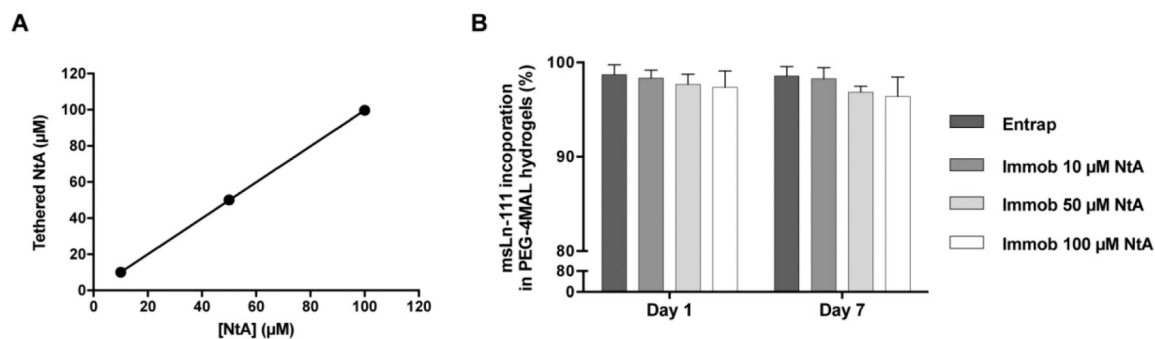 A
120
100
80
60
40
20
0
Tethered NtA (µM)
0 20 40 60 80 100 120
[NtA] (µM)
B
100
90
80
80
0
msLn-111 incoporation
in PEG-4MAL hydrogels (%)
Day 1 Day 7
Entrap
Immob 10 µM NtA
Immob 50 µM NtA
Immob 100 µM NtA